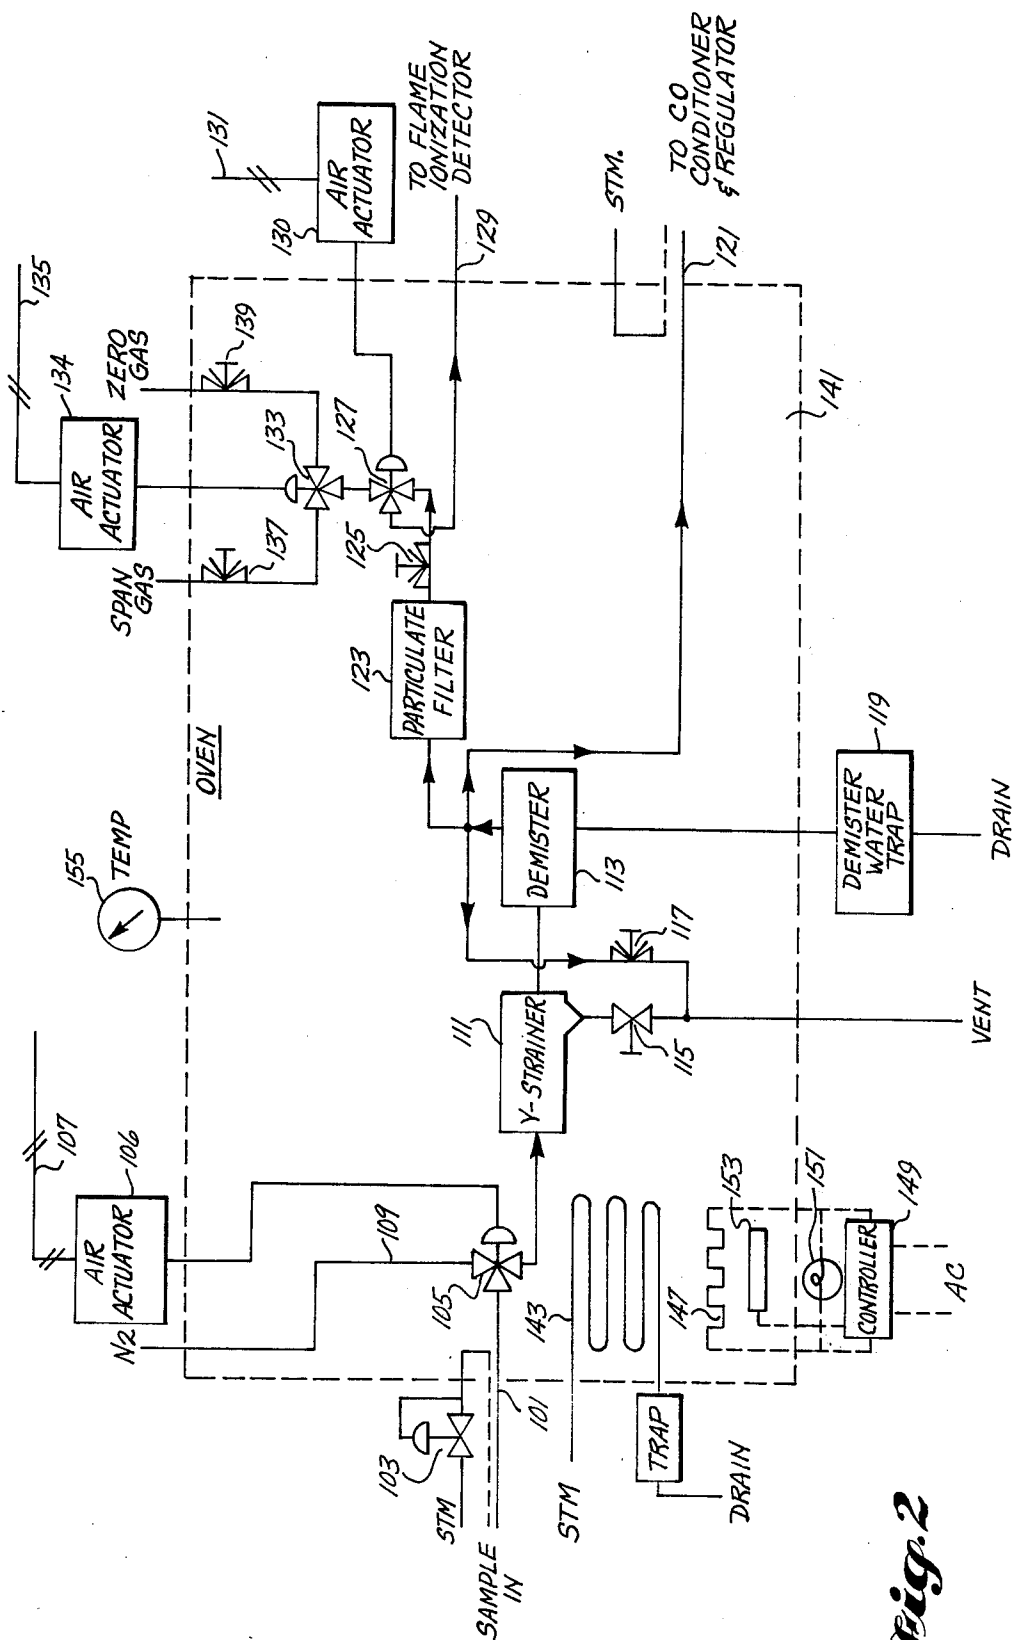 135
131
107
AIR
ACTUATOR
106
N2
TEMP
155
SPAN
GAS
AIR
ACTUATOR
134
ZERO
GAS
AIR
ACTUATOR
130
OVEN
137
139
133
127
125
TO FLAME
IONIZATION
DETECTOR
129
109
105
103
STM
SAMPLE
IN
101
Y-STRAINER
111
DEMISTER
113
PARTICULATE
FILTER
123
STM.
TO CO
CONDITIONER
& REGULATOR
121
STM
143
TRAP
DRAIN
115
117
141
147
153
151
CONTROLLER
149
AC
VENT
DEMISTER
WATER
TRAP
119
DRAIN
Fig. 2